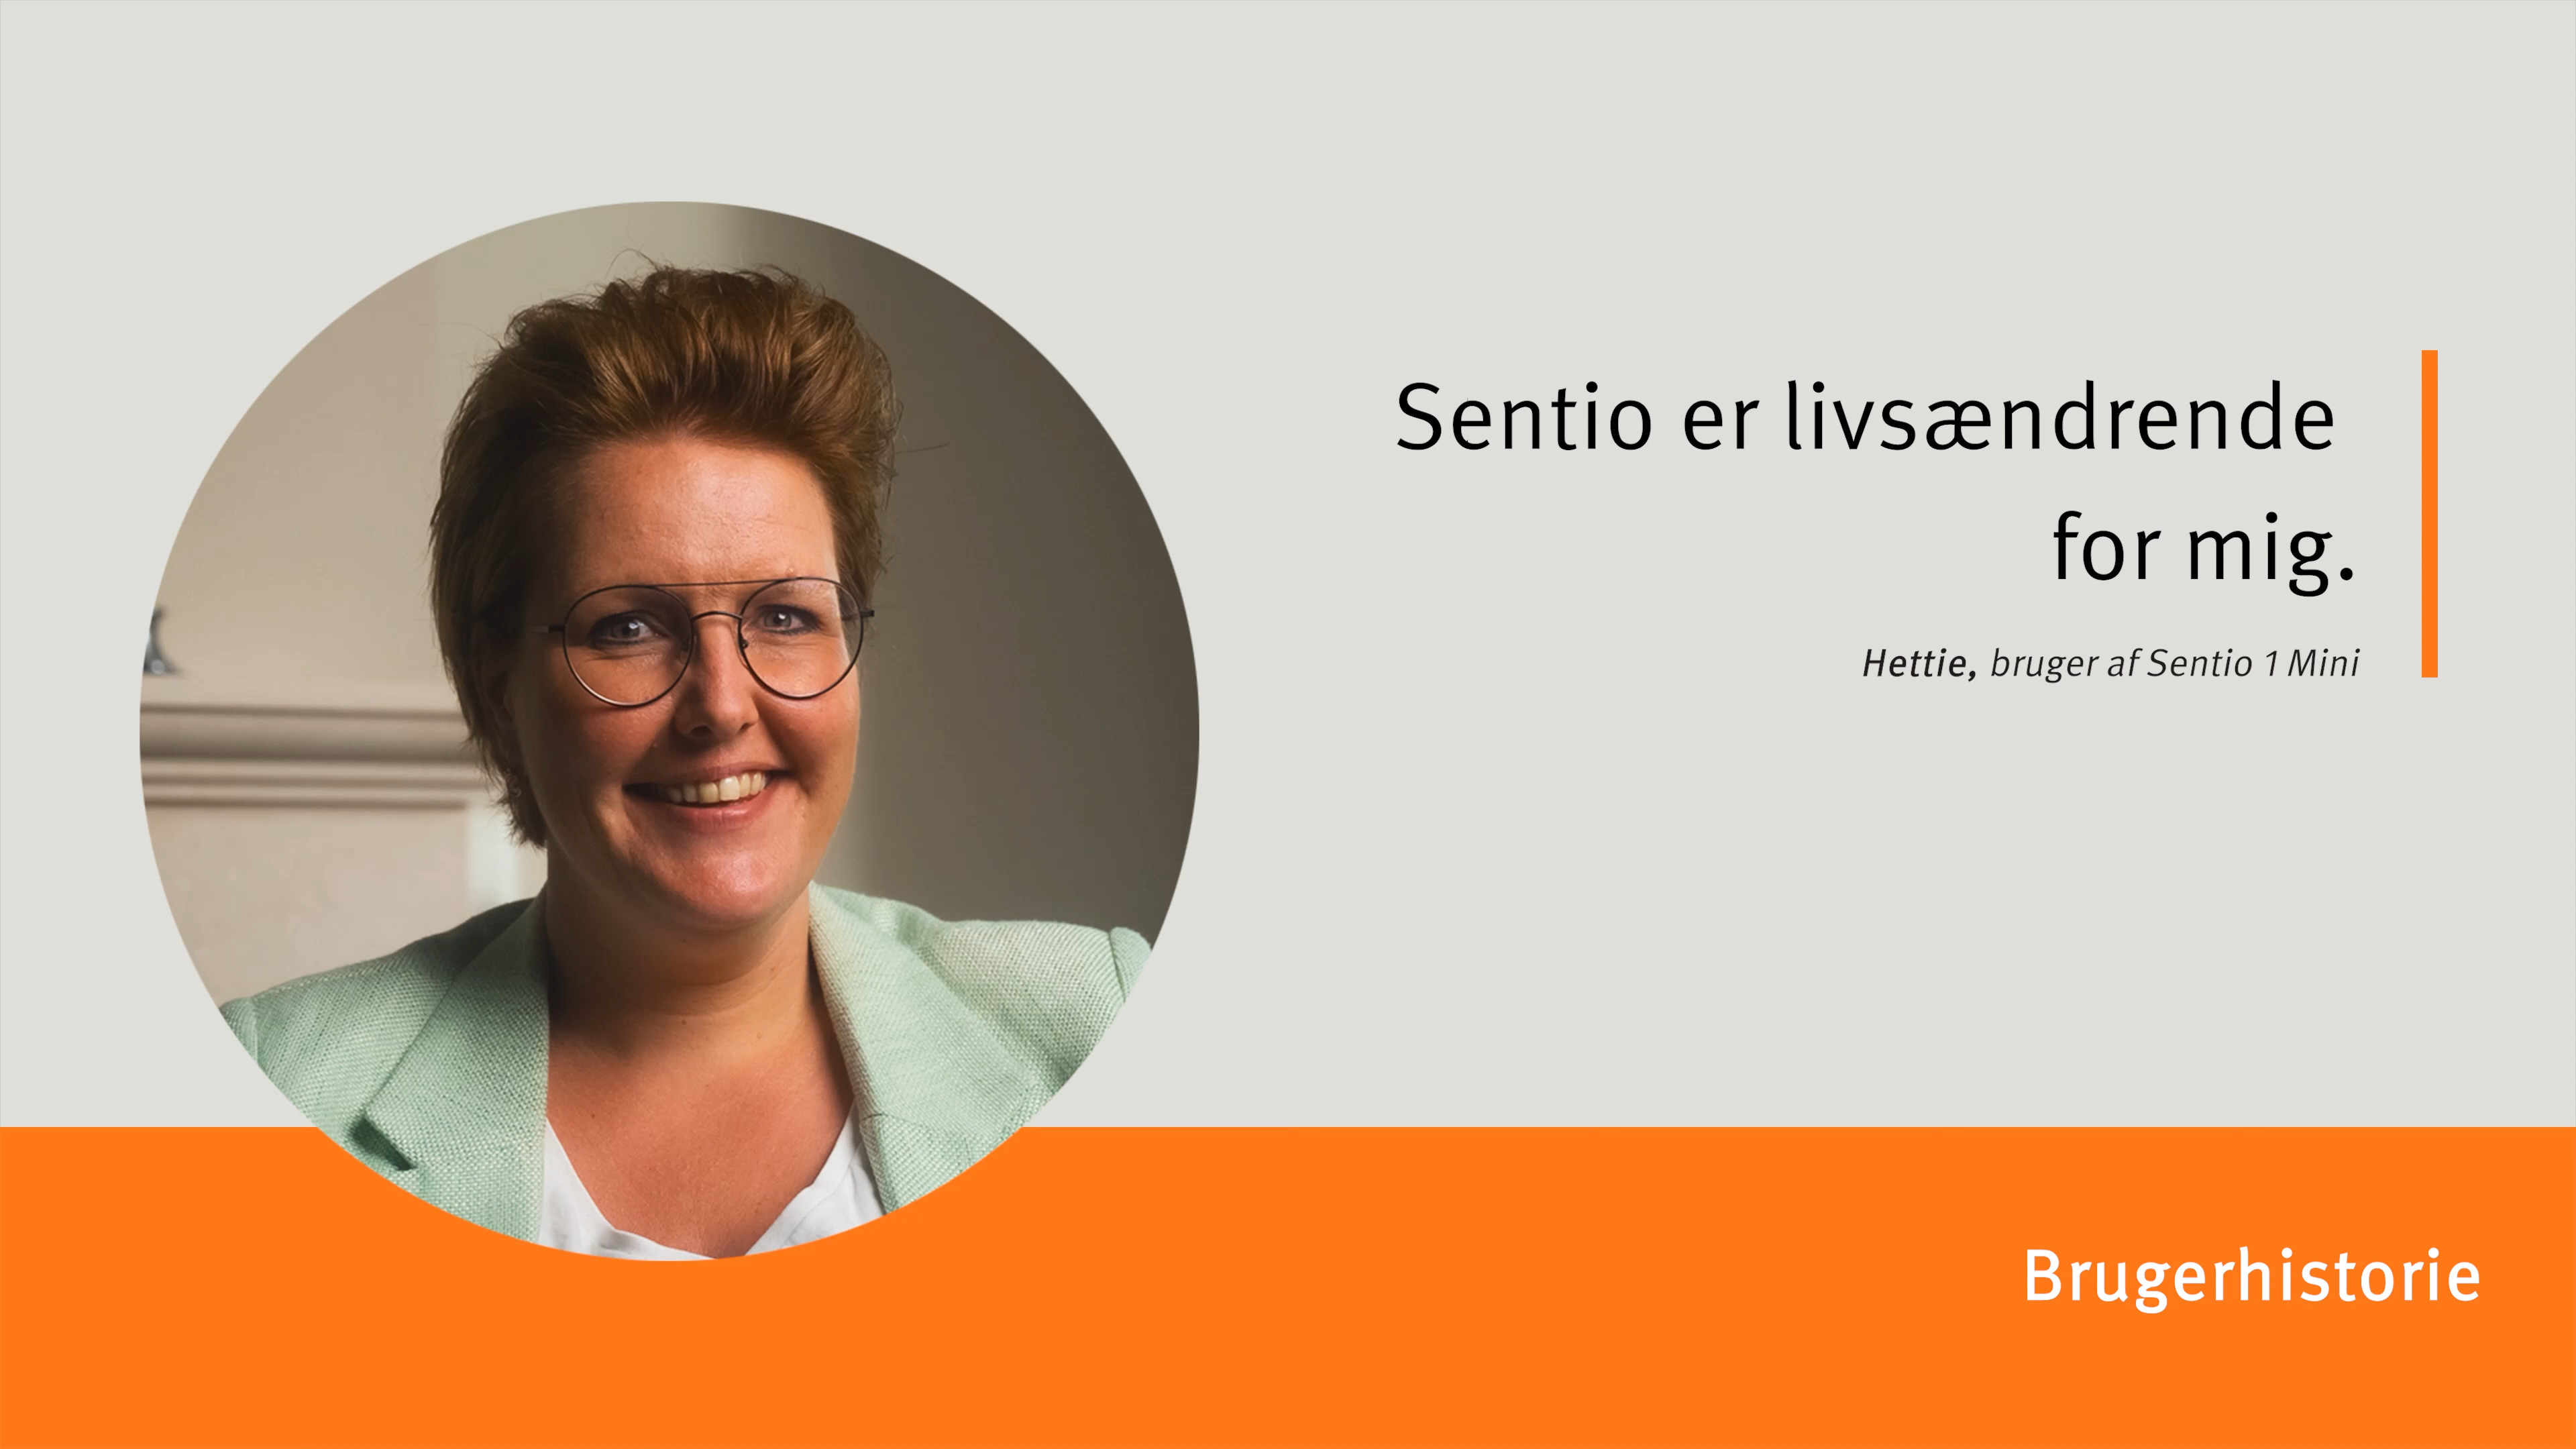 Sentio er livsændrende
for mig.
Hettie, bruger af Sentio 1 Mini
Brugerhistorie